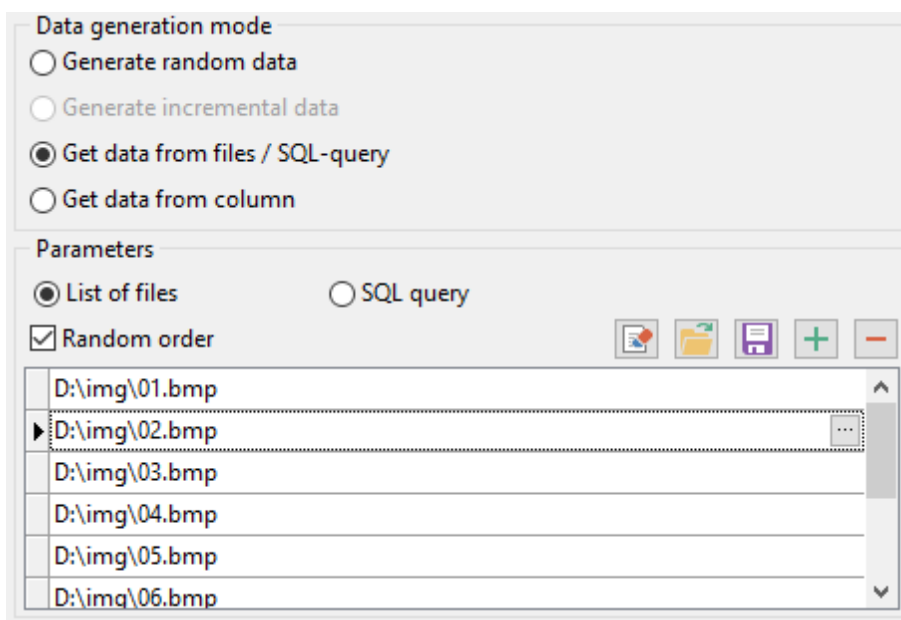 Data generation mode
Generate random data
Generate incremental data
Get data from files / SQL-query
Get data from column
Parameters
List of files SQL query
Random order
D:\img\01.bmp
D:\img\02.bmp ...
D:\img\03.bmp
D:\img\04.bmp
D:\img\05.bmp
D:\img\06.bmp